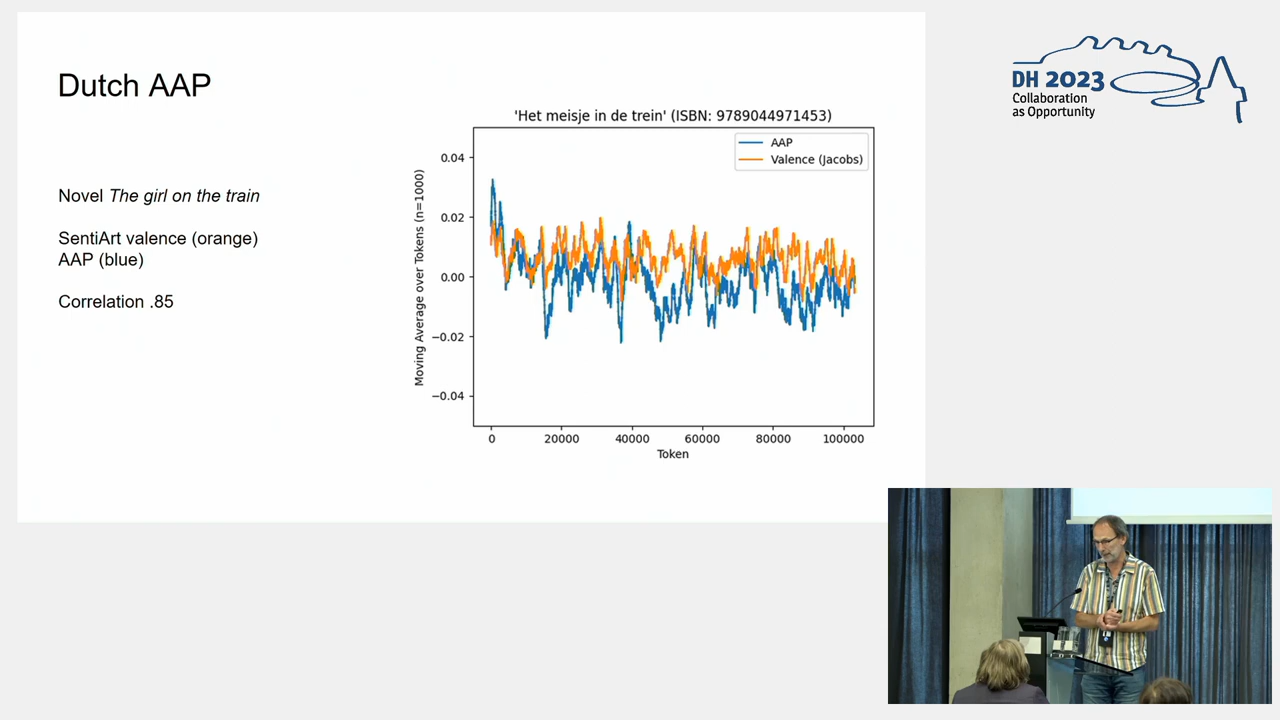 Dutch AAP
Novel The girl on the train
SentiArt valence (orange)
AAP (blue)
Correlation .85
'Het meisje in de trein' (ISBN: 9789044971453)
AAP
Valence (Jacobs)
Moving Average over Tokens (n=1000)
0.04
0.02
0.00
−0.02
−0.04
0
20000
40000
60000
80000
100000
Token
DH 2023
Collaboration
as Opportunity